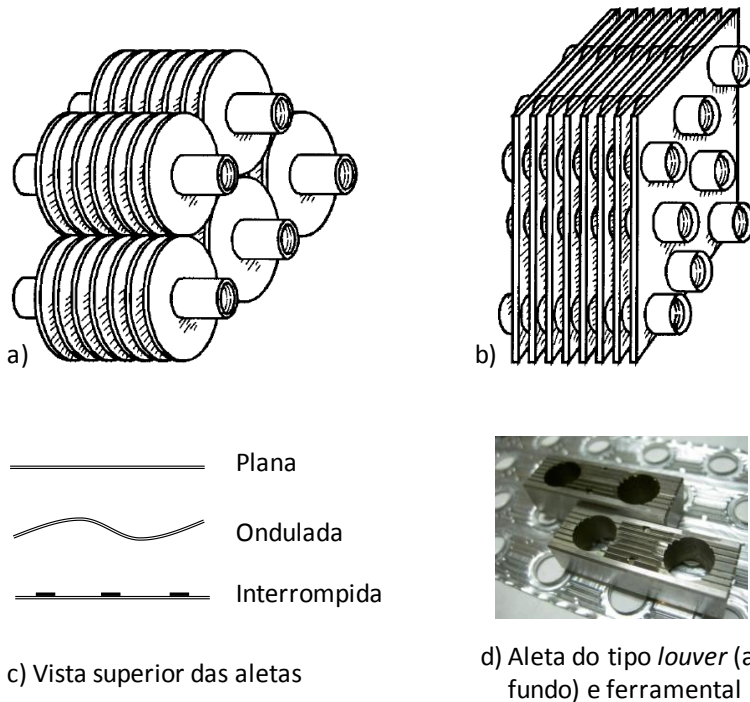 a)
b)
Plana
Ondulada
Interrompida
c) Vista superior das aletas
d) Aleta do tipo louver (a
fundo) e ferramental